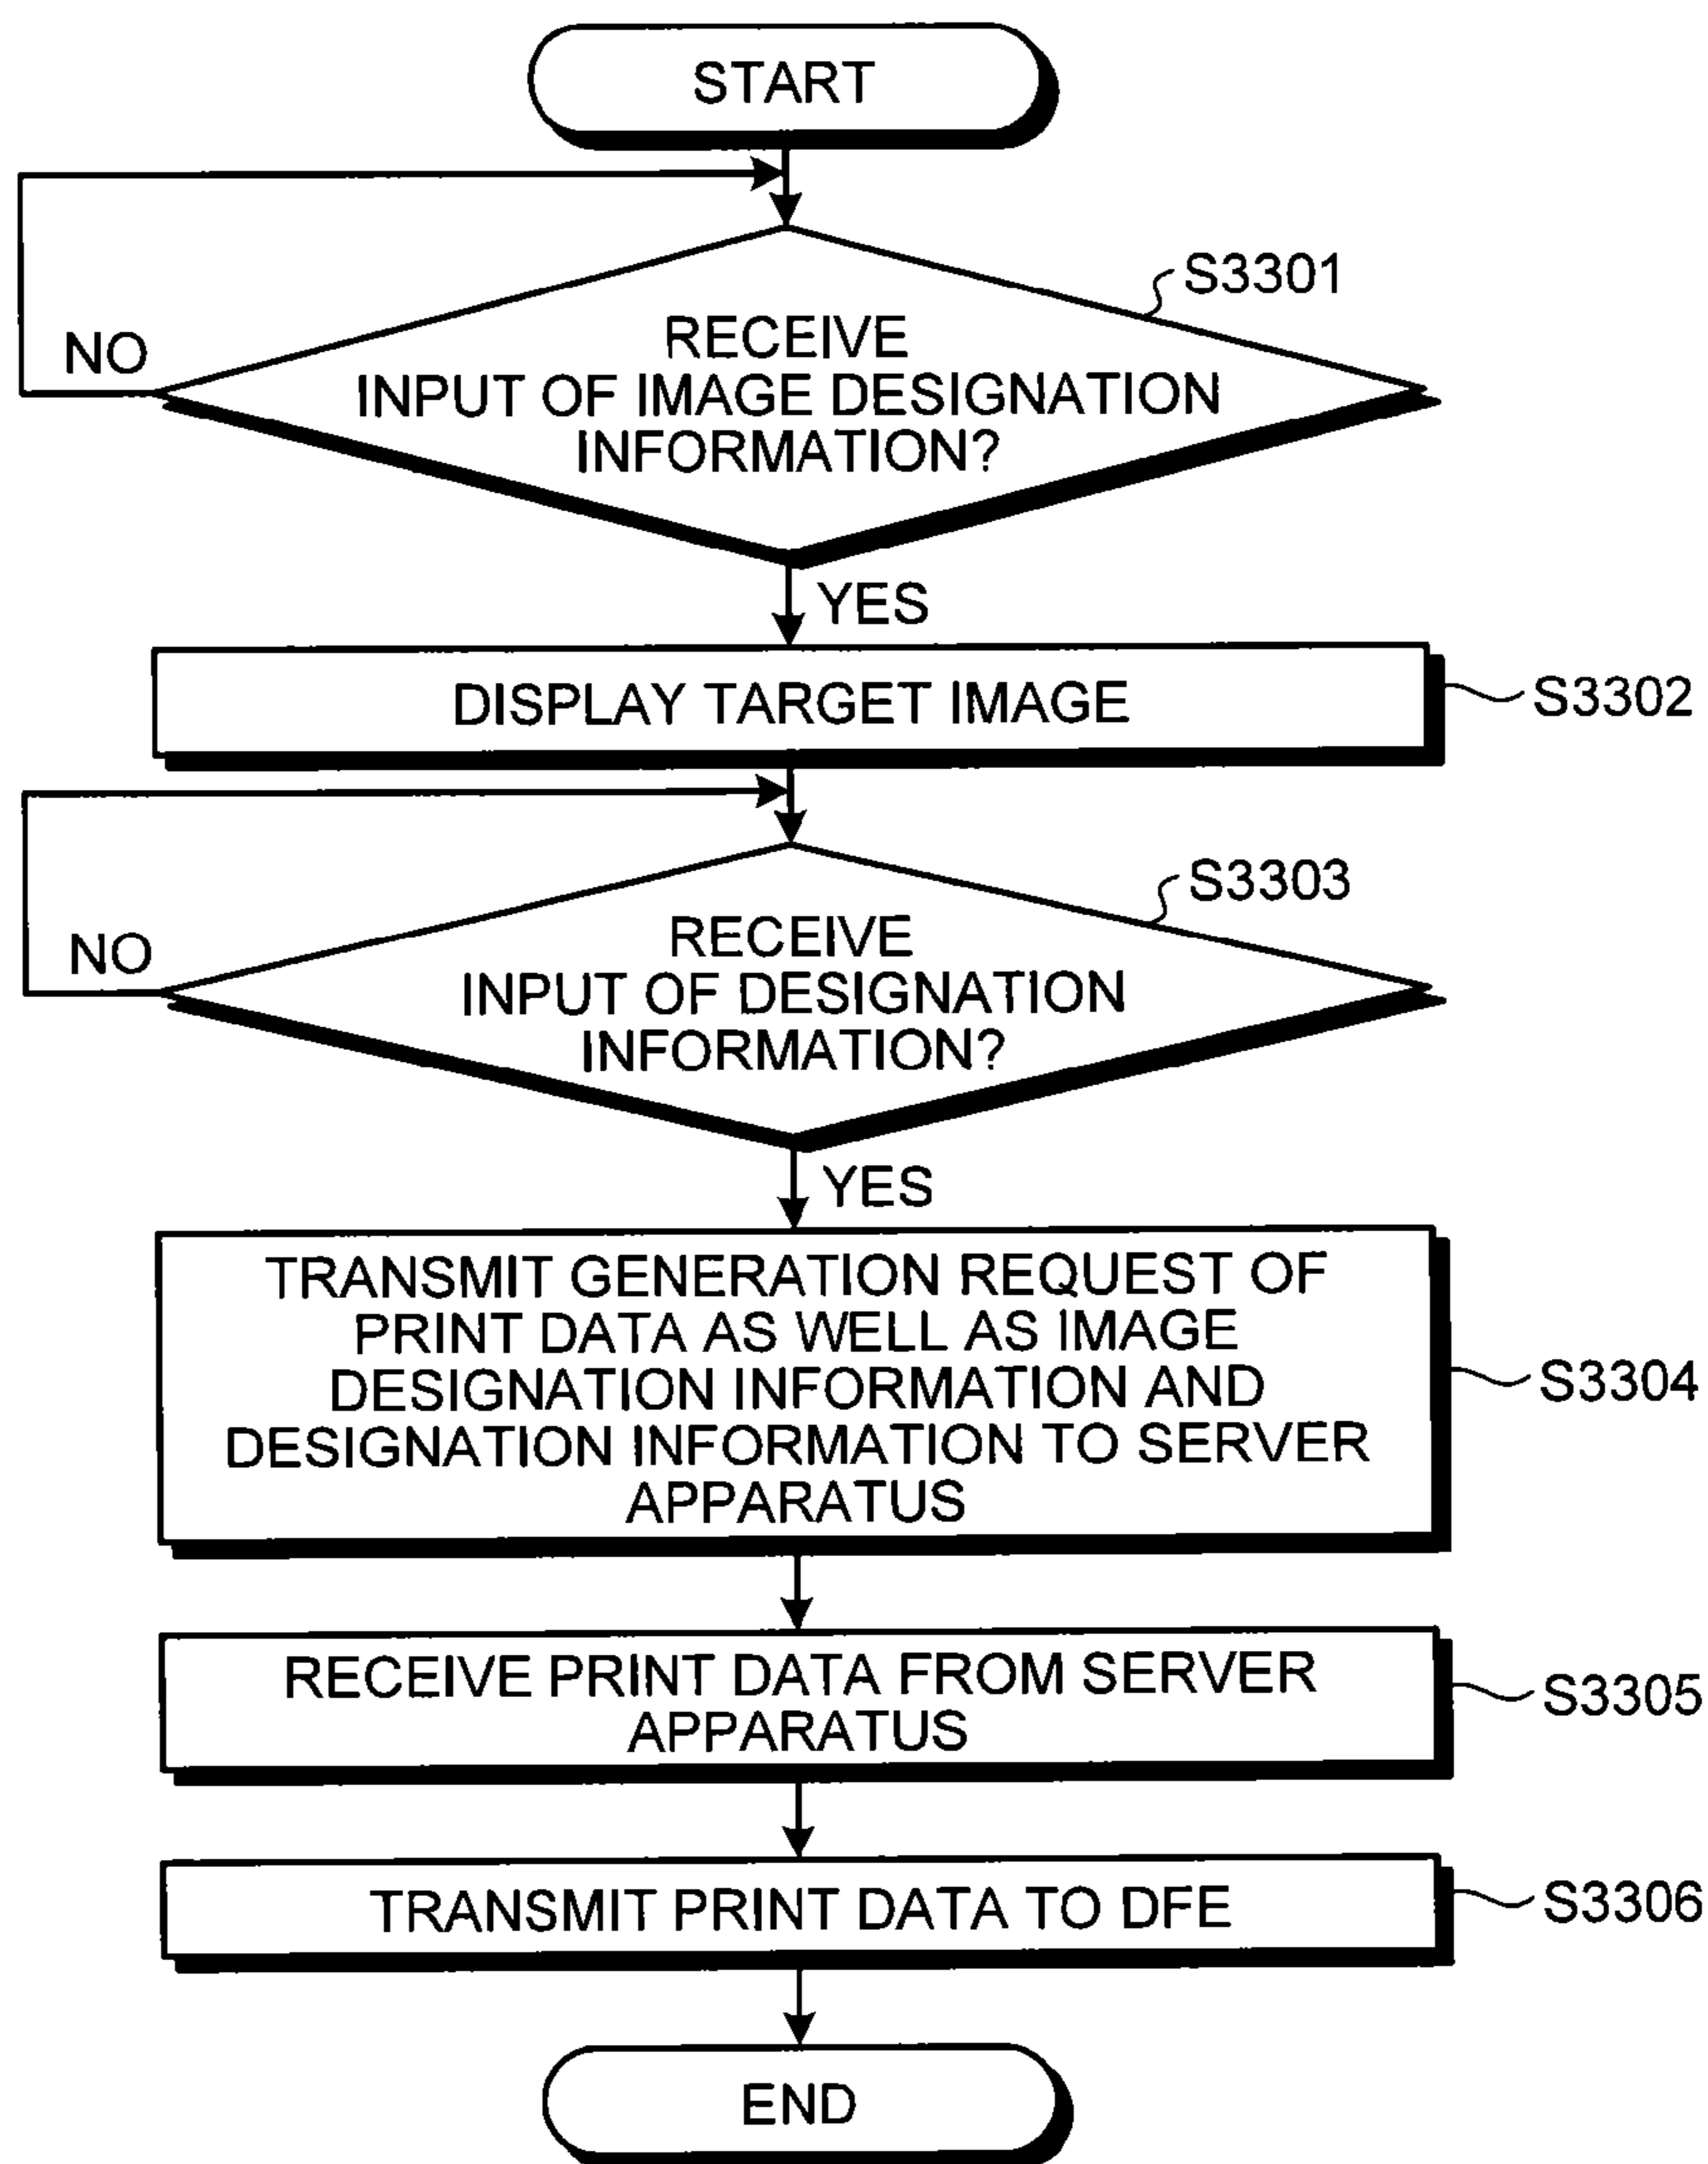 START
S3301
RECEIVE
INPUT OF IMAGE DESIGNATION
INFORMATION?
NO
YES
DISPLAY TARGET IMAGE
S3302
S3303
RECEIVE
INPUT OF DESIGNATION
INFORMATION?
NO
YES
TRANSMIT GENERATION REQUEST OF
PRINT DATA AS WELL AS IMAGE
DESIGNATION INFORMATION AND
DESIGNATION INFORMATION TO SERVER
APPARATUS
S3304
RECEIVE PRINT DATA FROM SERVER
APPARATUS
S3305
TRANSMIT PRINT DATA TO DFE
S3306
END